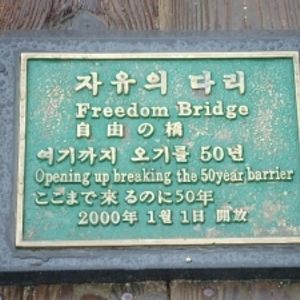 자유의 다리
Freedom Bridge
自由の橋
여기까지 오기를 50년
Opening up breaking the 50year barrier
ここまで來るのに50年
2000年 1月 1日 開放